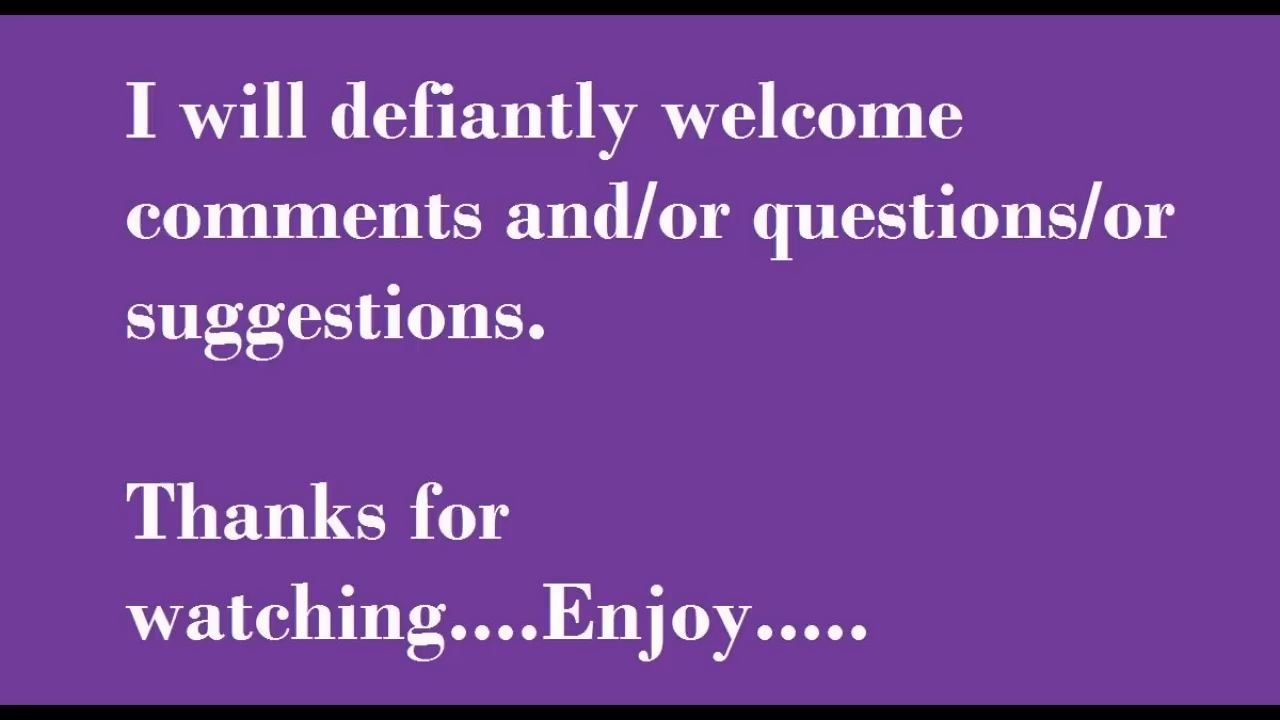 I will defiantly welcome
comments and/or questions/or
suggestions.
Thanks for
watching....Enjoy.....